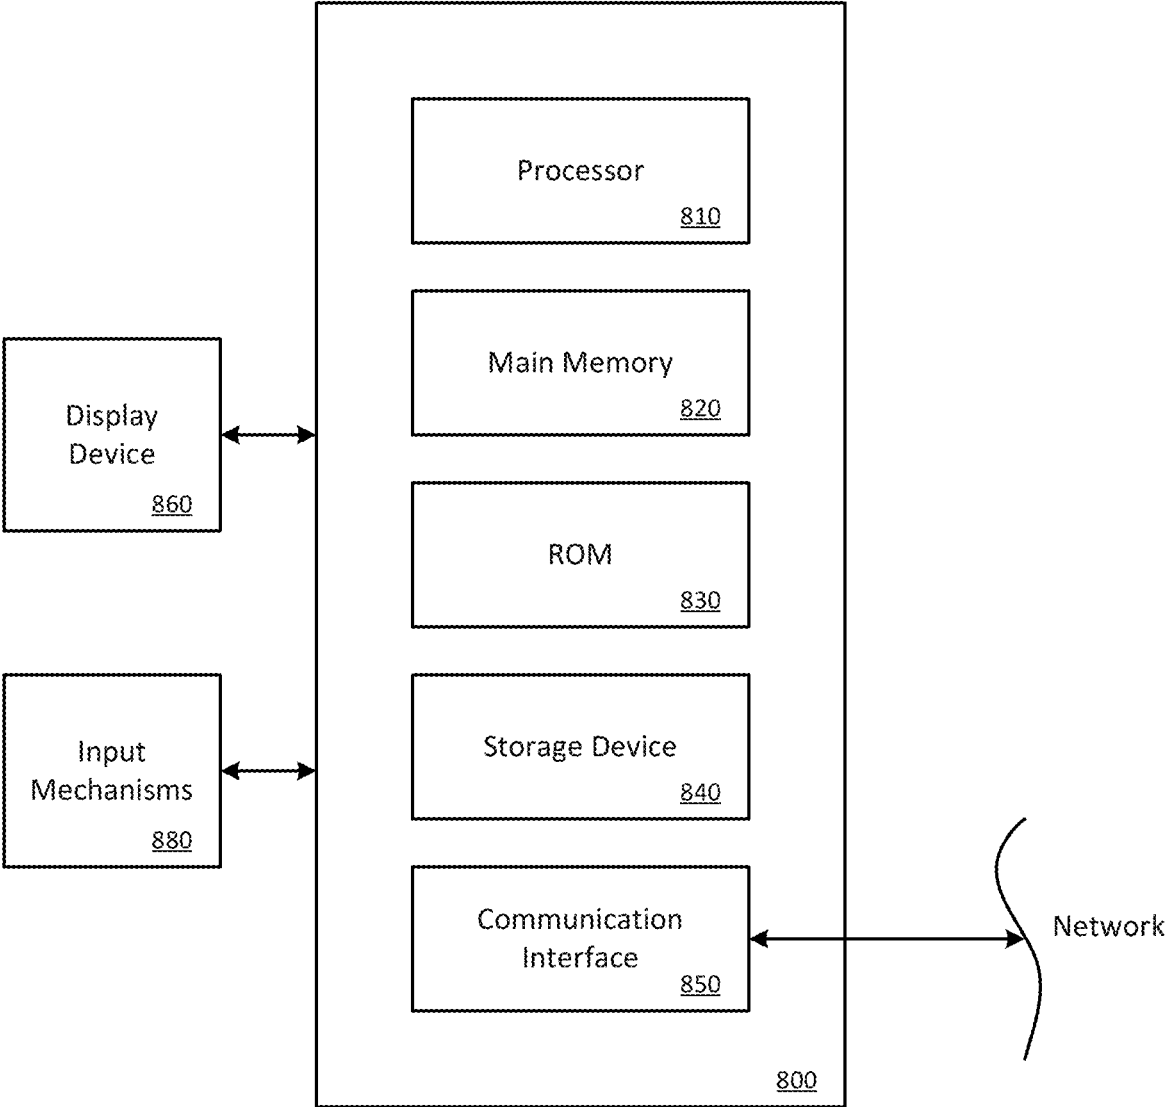 Processor
810
Main Memory
820
Display
Device
860
ROM
830
Input
Mechanisms
880
Storage Device
840
Communication
Interface
850
Network
800